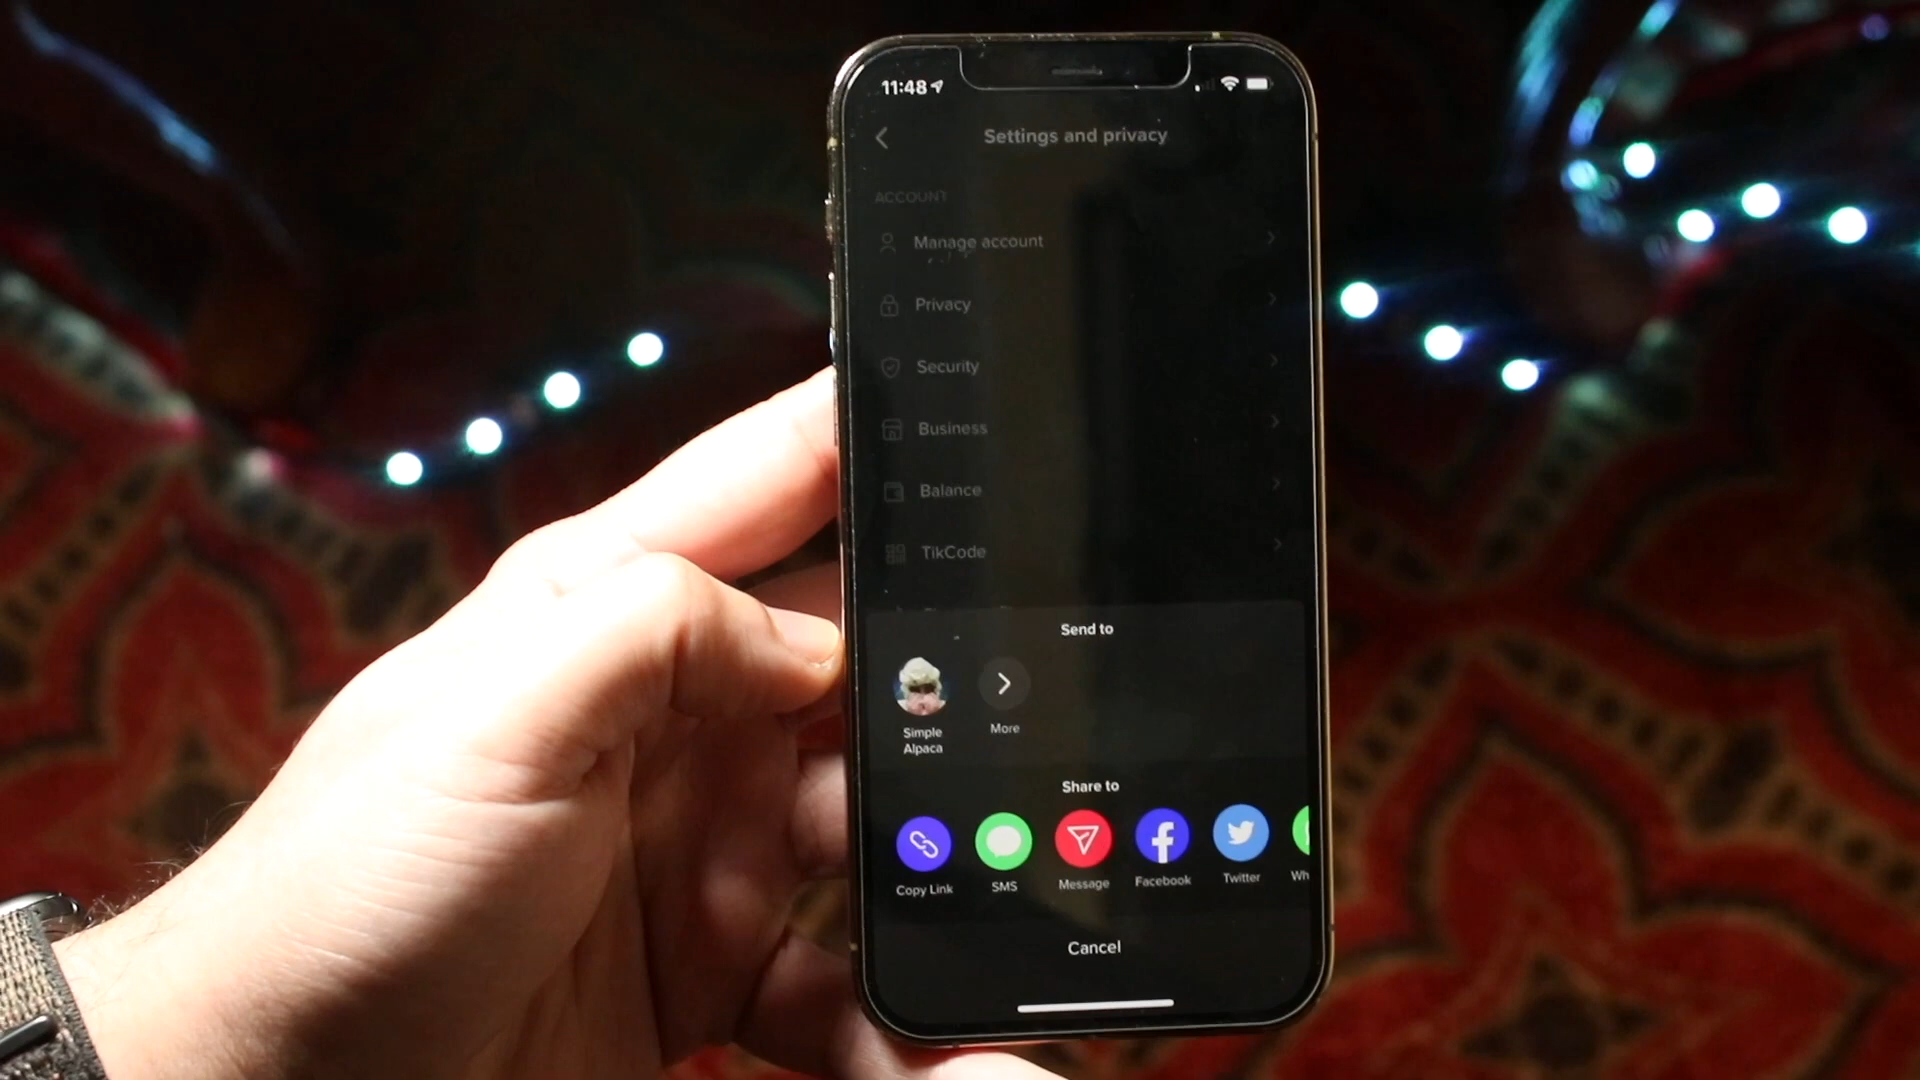 11:48
Settings and privacy
ACCOUNT
Manage account
Privacy
Security
Business
Balance
TikCode
Send to
Simple
Alpaca
More
Share to
Copy Link
SMS
Message
Facebook
Twitter
Wh
Cancel